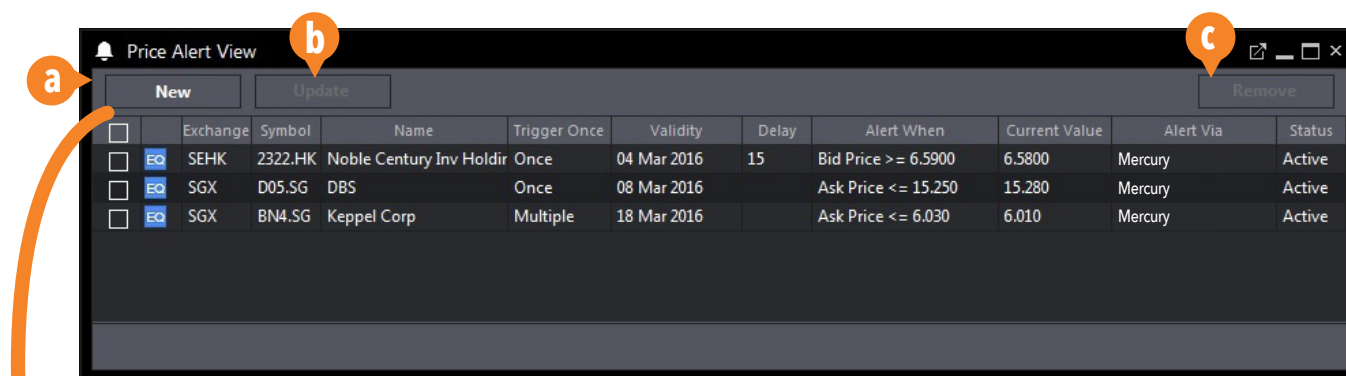 b
c
Price Alert View
a
New Update Remove
Exchange Symbol Name Trigger Once Validity Delay Alert When Current Value Alert Via Status
EQ SEHK 2322.HK Noble Century Inv Holdir Once 04 Mar 2016 15 Bid Price >= 6.5900 6.5800 Mercury Active
EQ SGX D05.SG DBS Once 08 Mar 2016 Ask Price <= 15.250 15.280 Mercury Active
EQ SGX BN4.SG Keppel Corp Multiple 18 Mar 2016 Ask Price <= 6.030 6.010 Mercury Active